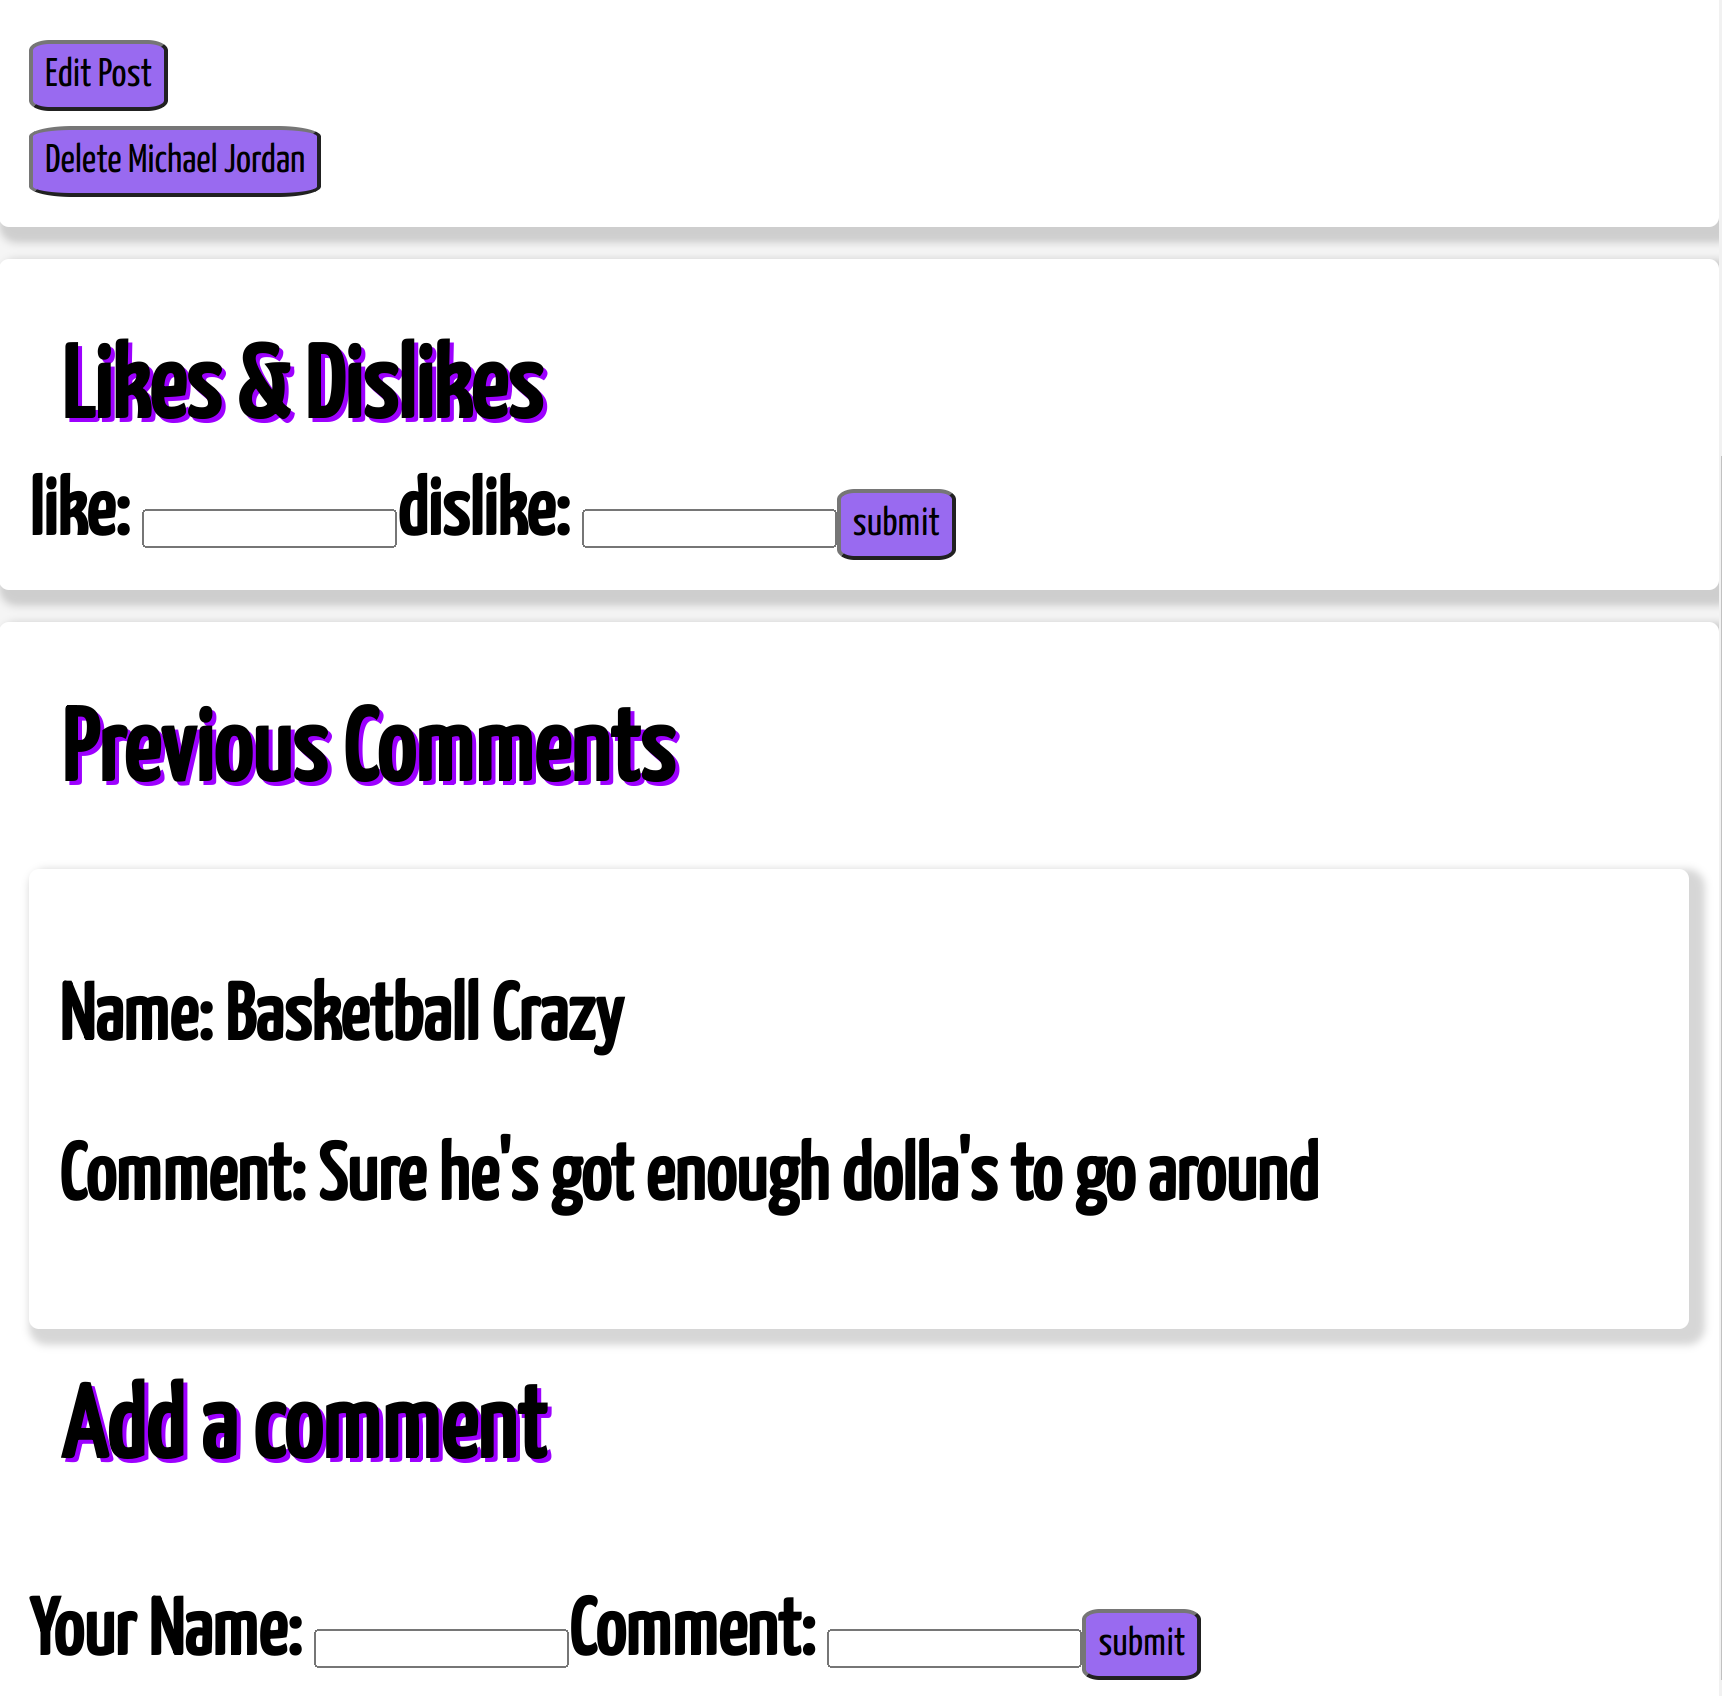 Edit Post
Delete Michael Jordan
Likes & Dislikes
like: dislike: submit
Previous Comments
Name: Basketball Crazy
Comment: Sure he's got enough dolla's to go around
Add a comment
Your Name: Comment: submit